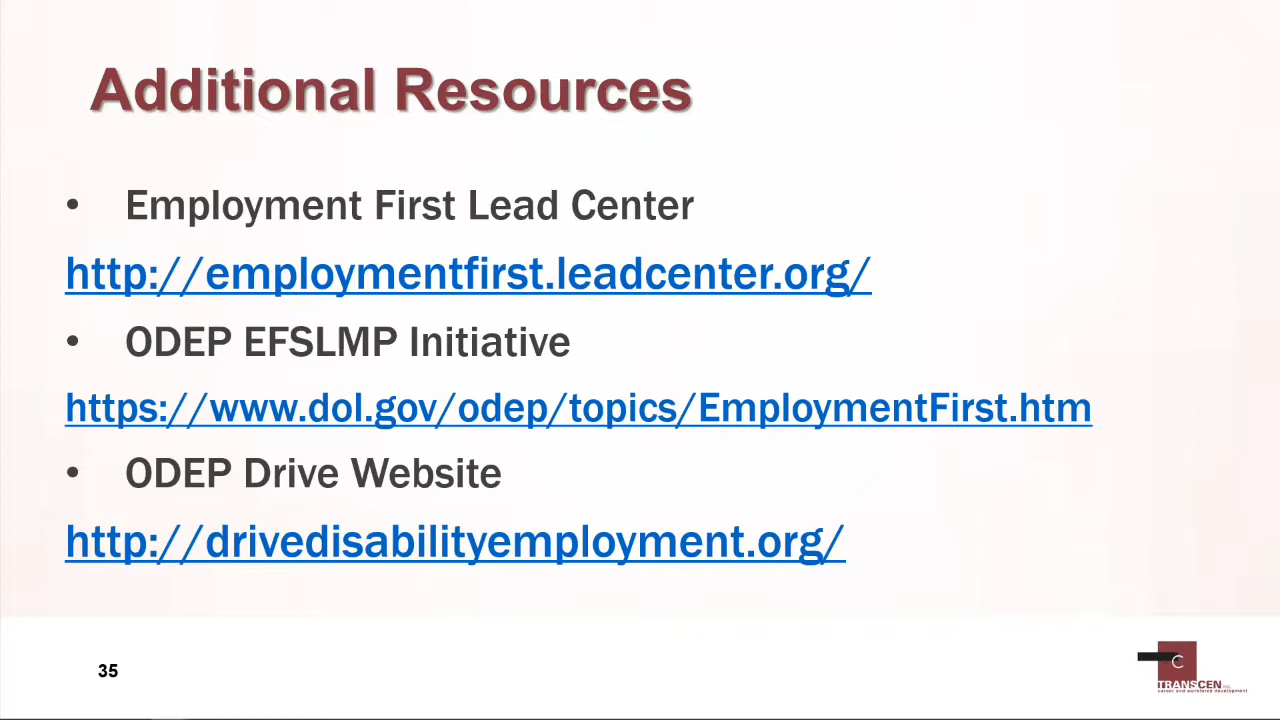 Additional Resources
• Employment First Lead Center
http://employmentfirst.leadcenter.org/
• ODEP EFSLMP Initiative
https://www.dol.gov/odep/topics/EmploymentFirst.htm
• ODEP Drive Website
http://drivedisabilityemployment.org/
35
C
TRANSCEN inc
career and workforce development